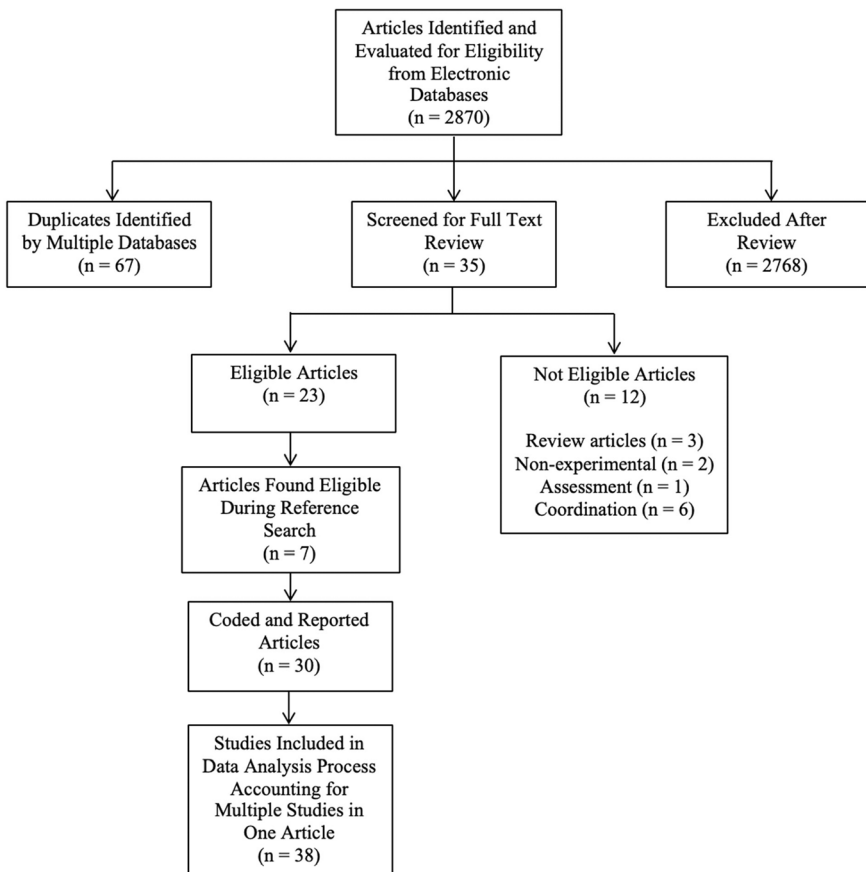 Articles Identified and
Evaluated for Eligibility
from Electronic
Databases
(n = 2870)
Duplicates Identified
by Multiple Databases
(n = 67)
Screened for Full Text
Review
(n = 35)
Excluded After
Review
(n = 2768)
Eligible Articles
(n = 23)
Not Eligible Articles
(n = 12)
Review articles (n = 3)
Non-experimental (n = 2)
Assessment (n = 1)
Coordination (n = 6)
Articles Found Eligible
During Reference
Search
(n = 7)
Coded and Reported
Articles
(n = 30)
Studies Included in
Data Analysis Process
Accounting for
Multiple Studies in
One Article
(n = 38)